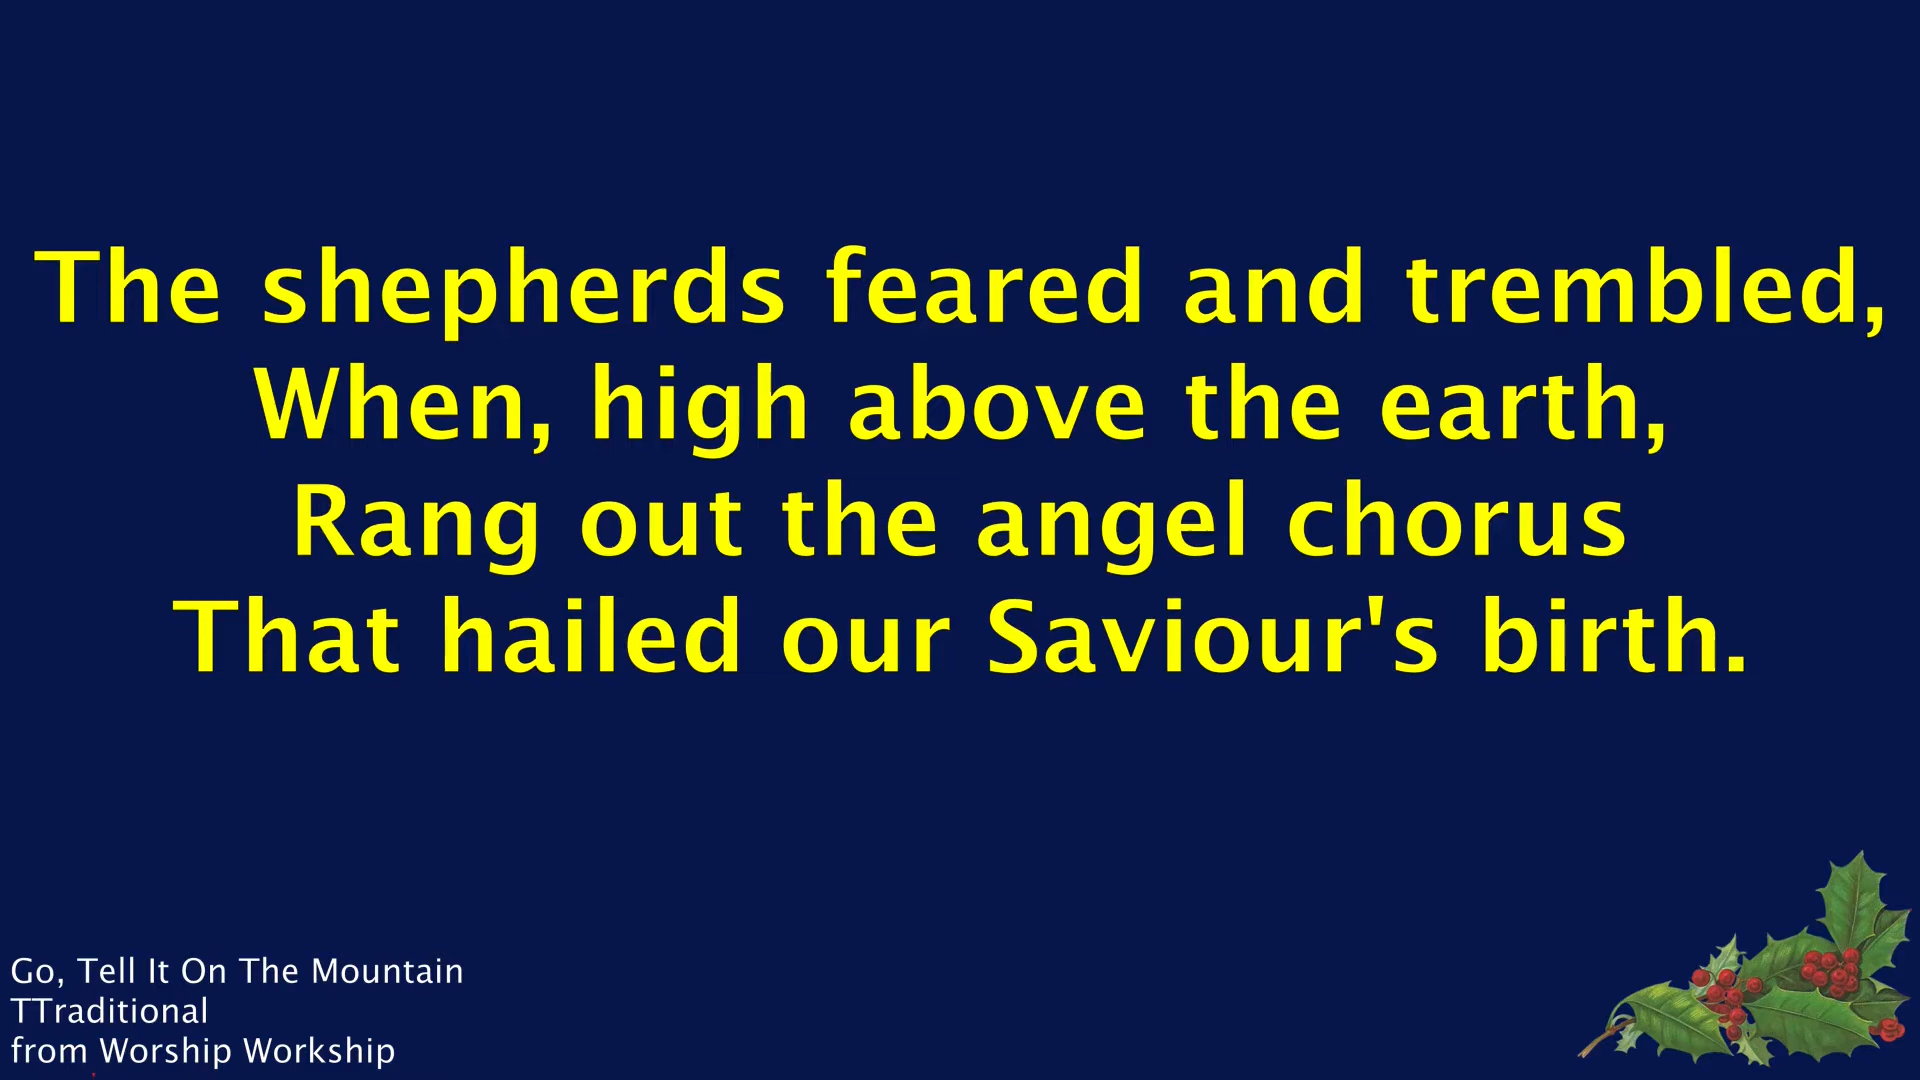 The shepherds feared and trembled,
When, high above the earth,
Rang out the angel chorus
That hailed our Saviour's birth.
Go, Tell It On The Mountain
TTraditional
from Worship Workship